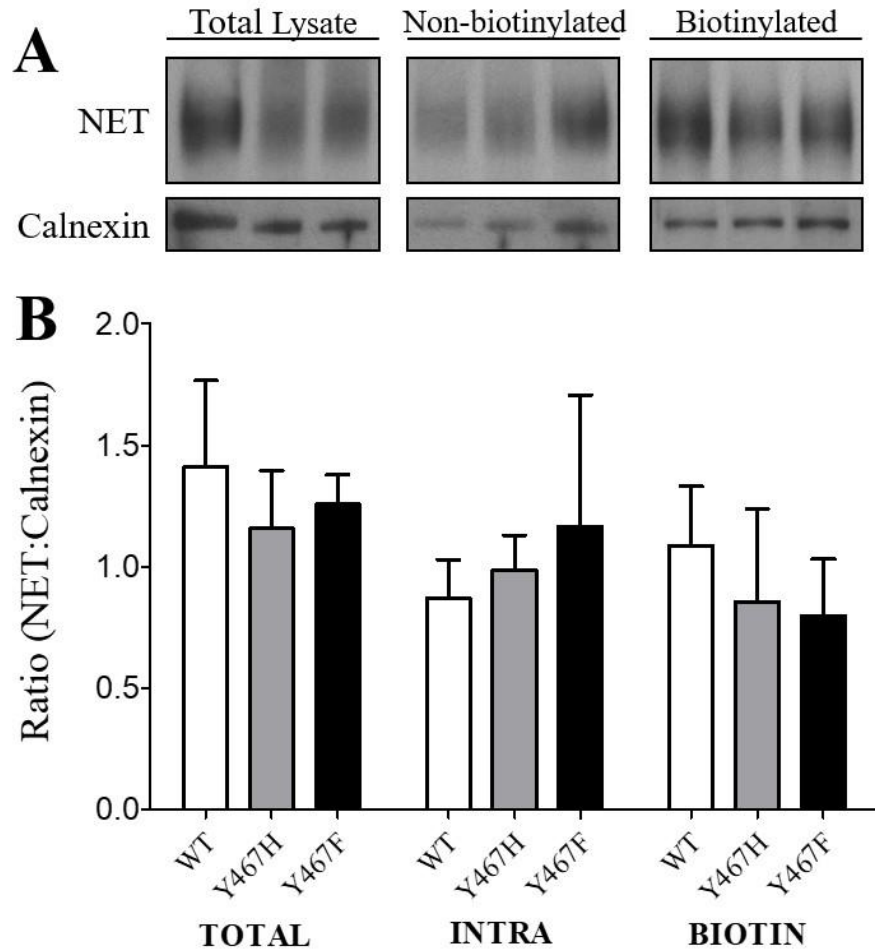 A
Total Lysate Non-biotinylated Biotinylated
NET
Calnexin
B
Ratio (NET:Calnexin)
2.0
1.5
1.0
0.5
0.0
WT Y467H Y467F WT Y467H Y467F WT Y467H Y467F
TOTAL INTRA BIOTIN